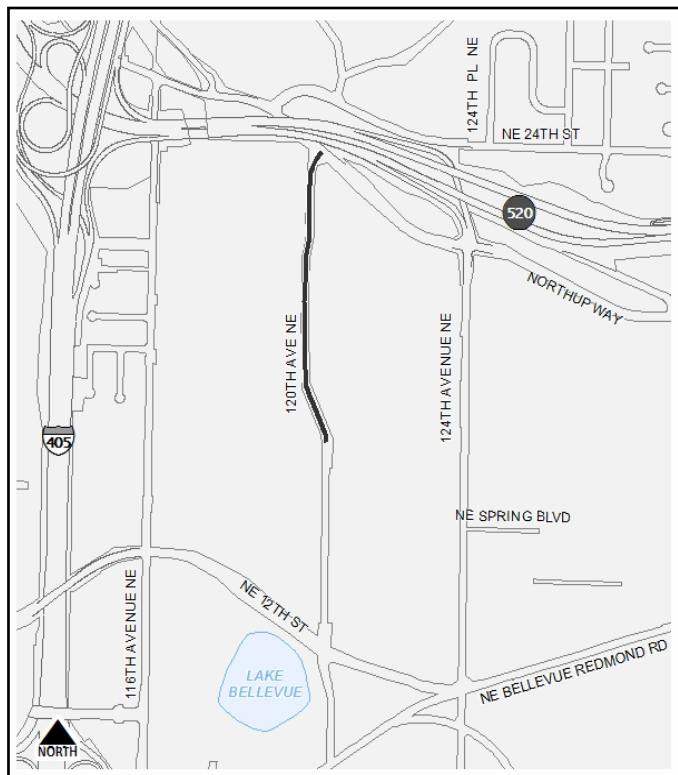 124TH PL NE
NE 24TH ST
520
NORTHUP WAY
120TH AVE NE
124TH AVENUE NE
405
NE SPRING BLVD
116TH AVENUE NE
NE 12TH ST
LAKE
BELLEVUE
NE BELLEVUE REDMOND RD
NORTH